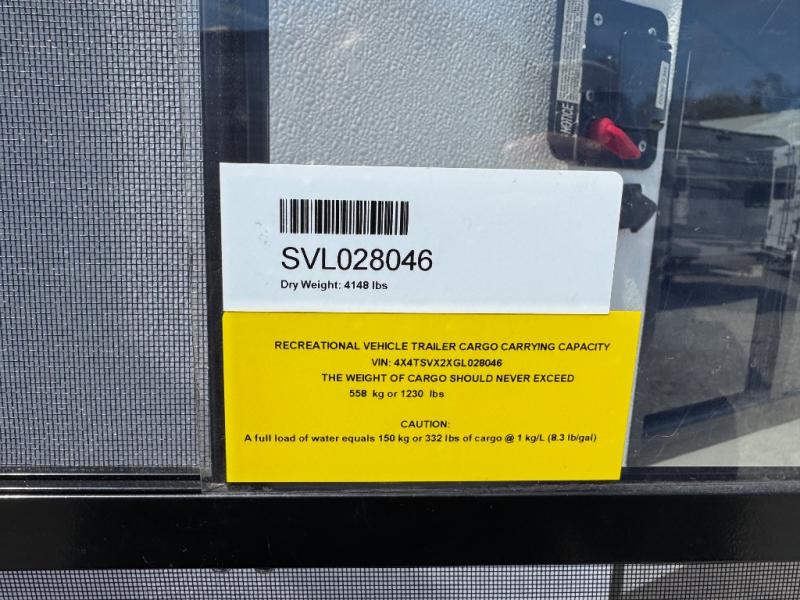 NOTICE
SVL028046
Dry Weight: 4148 lbs
RECREATIONAL VEHICLE TRAILER CARGO CARRYING CAPACITY
VIN: 4X4TSVX2XGL028046
THE WEIGHT OF CARGO SHOULD NEVER EXCEED
558 kg or 1230 lbs
CAUTION:
A full load of water equals 150 kg or 332 lbs of cargo @ 1 kg/L (8.3 lb/gal)